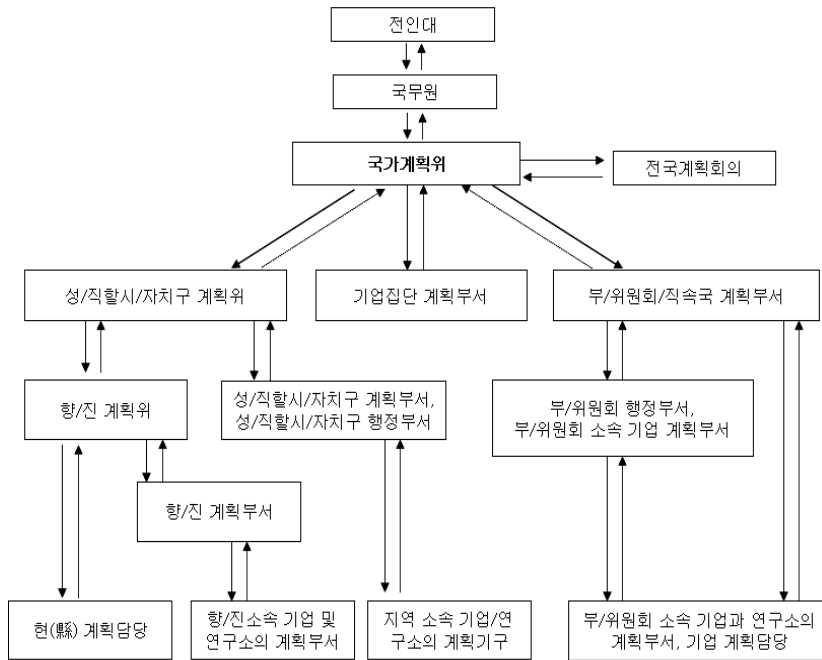 전인대
국무원
국가계획위
전국계획회의
성/직할시/자치구 계획위
기업집단 계획부서
부/위원회/직속국 계획부서
향/진 계획위
성/직할시/자치구 계획부서,
성/직할시/자치구 행정부서
부/위원회 행정부서,
부/위원회 소속 기업 계획부서
향/진 계획부서
현(縣) 계획담당
향/진소속 기업 및
연구소의 계획부서
지역 소속 기업/연
구소의 계획기구
부/위원회 소속 기업과 연구소의
계획부서, 기업 계획담당